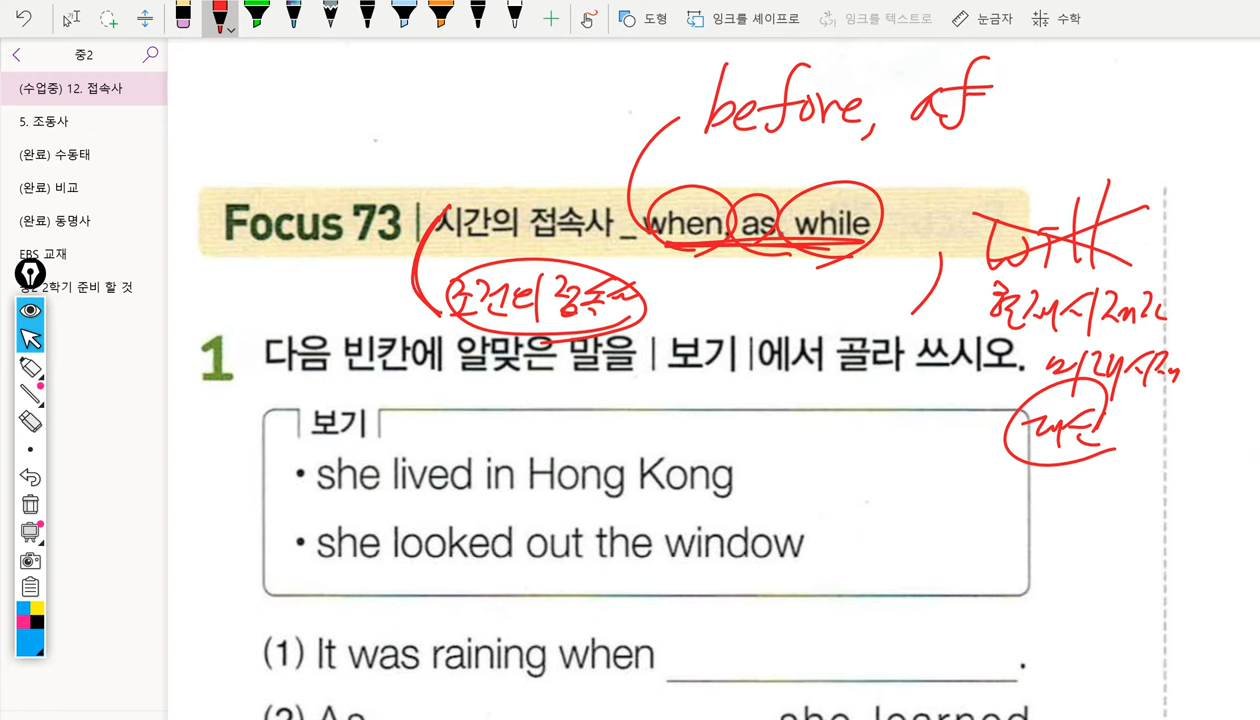 도형
잉크를 셰이프로
잉크를 텍스트로
눈금자
수학
중2
(수업중) 12. 접속사
5. 조동사
(완료) 수동태
(완료) 비교
(완료) 동명사
EBS 교재
2학기 준비 할 것
before, af
Focus 73 | 시간의 접속사 _ when, as, while
will
조건의 접속사
현재시제로
미래시제
대신
1 다음 빈칸에 알맞은 말을 | 보기 |에서 골라 쓰시오.
보기
• she lived in Hong Kong
• she looked out the window
(1) It was raining when .
(2) As she learned